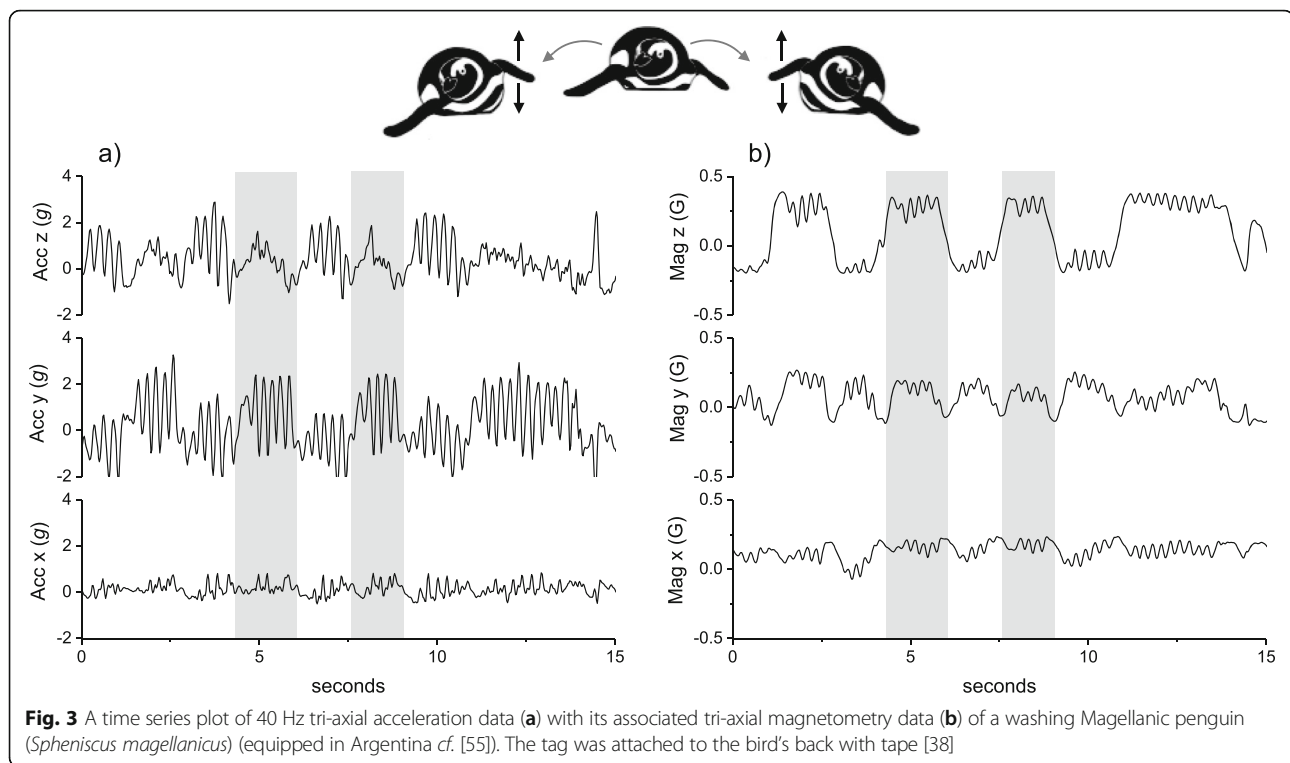 a)
b)
4
2
0
-2
Acc z (g)
0.5
0.0
-0.5
Mag z (G)
4
2
0
-2
Acc y (g)
0.5
0.0
-0.5
Mag y (G)
4
2
0
-2
Acc x (g)
0.5
0.0
-0.5
Mag x (G)
0 5 10 15
seconds
0 5 10 15
seconds
Fig. 3 A time series plot of 40 Hz tri-axial acceleration data (a) with its associated tri-axial magnetometry data (b) of a washing Magellanic penguin
(Spheniscus magellanicus) (equipped in Argentina cf. [55]). The tag was attached to the bird's back with tape [38]